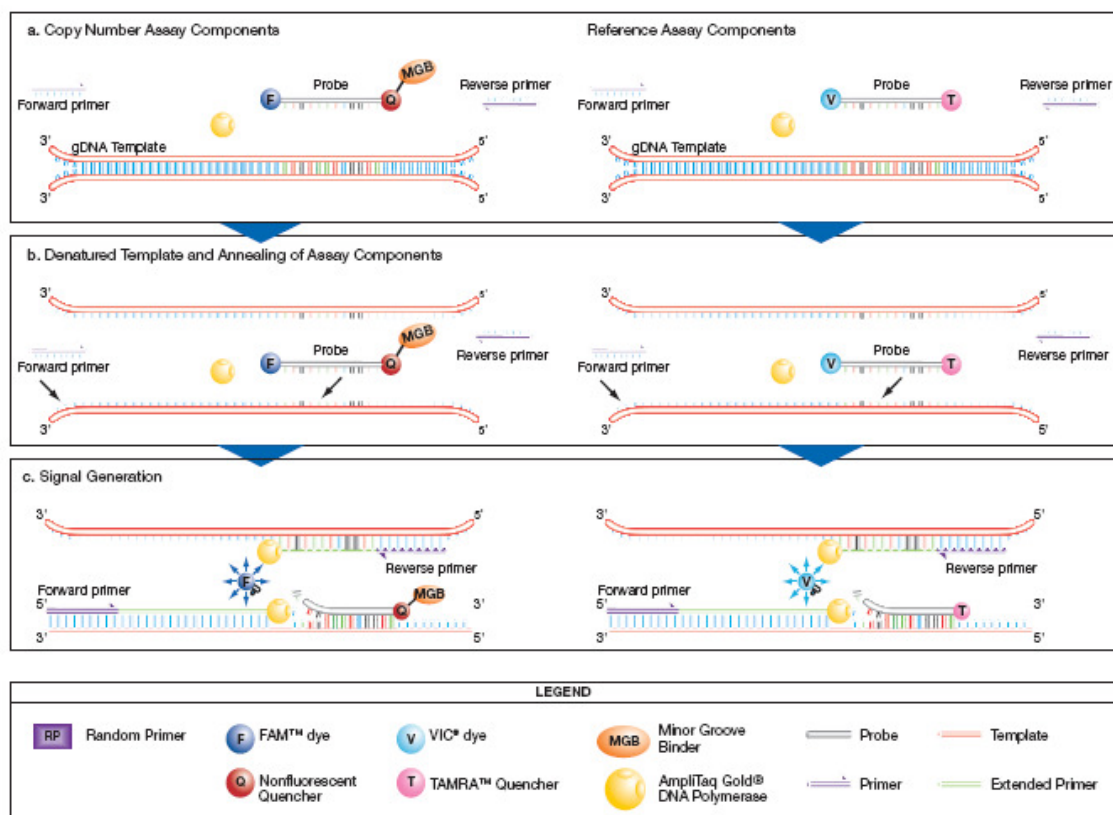 a. Copy Number Assay Components
Reference Assay Components
Forward primer
F
Probe
Q
MGB
Reverse primer
Forward primer
V
Probe
T
Reverse primer
3'
gDNA Template
5'
3'
5'
3'
gDNA Template
5'
3'
5'
b. Denatured Template and Annealing of Assay Components
3'
5'
Forward primer
F
Probe
Q
MGB
Reverse primer
3'
5'
3'
5'
Forward primer
V
Probe
T
Reverse primer
3'
5'
c. Signal Generation
3'
5'
Reverse primer
F
Forward primer
5'
Q
MGB
3'
3'
5'
3'
5'
Reverse primer
V
Forward primer
5'
T
3'
3'
5'
LEGEND
RP Random Primer
F FAM™ dye
V VIC® dye
MGB Minor Groove
Binder
Probe
Template
Q Nonfluorescent
Quencher
T TAMRA™ Quencher
AmpliTaq Gold®
DNA Polymerase
Primer
Extended Primer